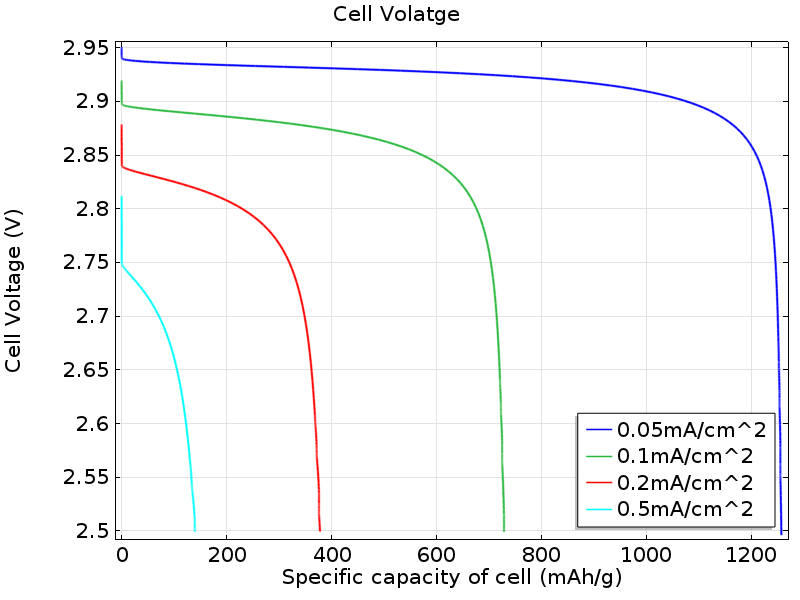 Cell Volatge
2.95
2.9
2.85
2.8
2.75
2.7
2.65
2.6
2.55
2.5
Cell Voltage (V)
0.05mA/cm^2
0.1mA/cm^2
0.2mA/cm^2
0.5mA/cm^2
0 200 400 600 800 1000 1200
Specific capacity of cell (mAh/g)